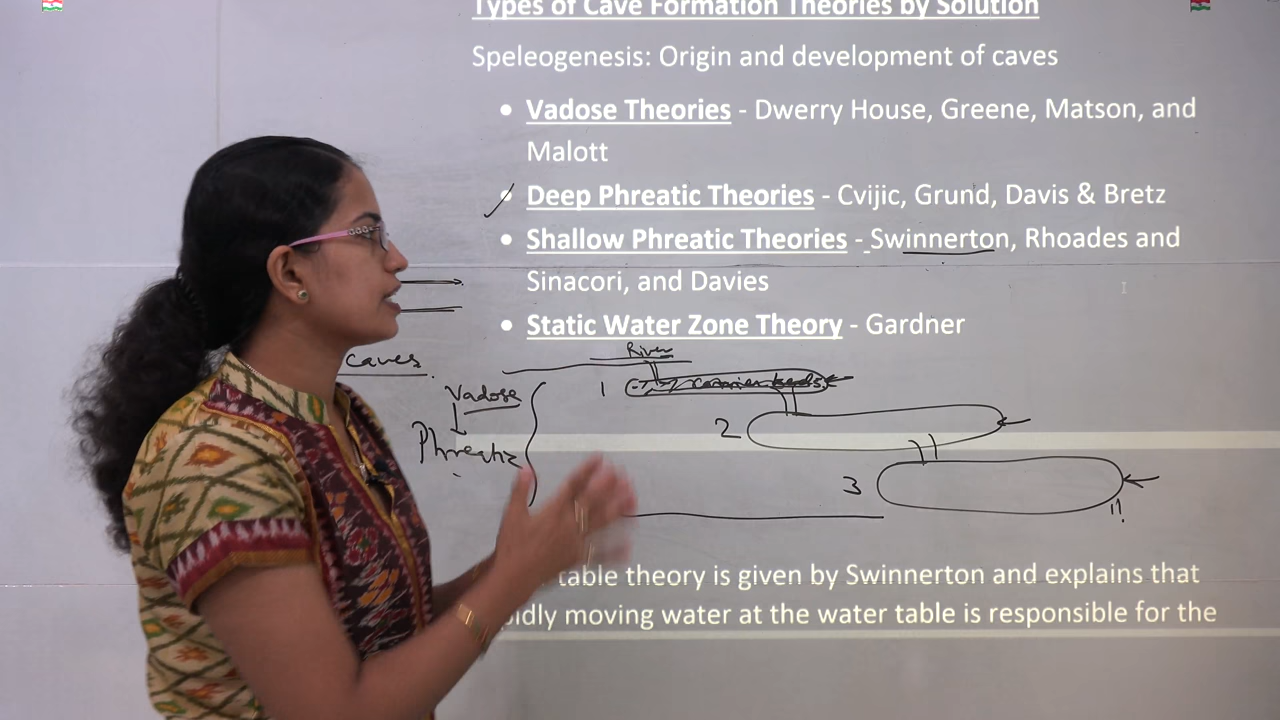 Types of Cave Formation Theories by Solution
Speleogenesis: Origin and development of caves
• Vadose Theories - Dwerry House, Greene, Matson, and
Malott
• Deep Phreatic Theories - Cvijic, Grund, Davis & Bretz
• Shallow Phreatic Theories - Swinnerton, Rhoades and
Sinacori, and Davies
• Static Water Zone Theory - Gardner
River
caves
Vadose
1 carrier beds
2
Phreatic
3
table theory is given by Swinnerton and explains that
moving water at the water table is responsible for the